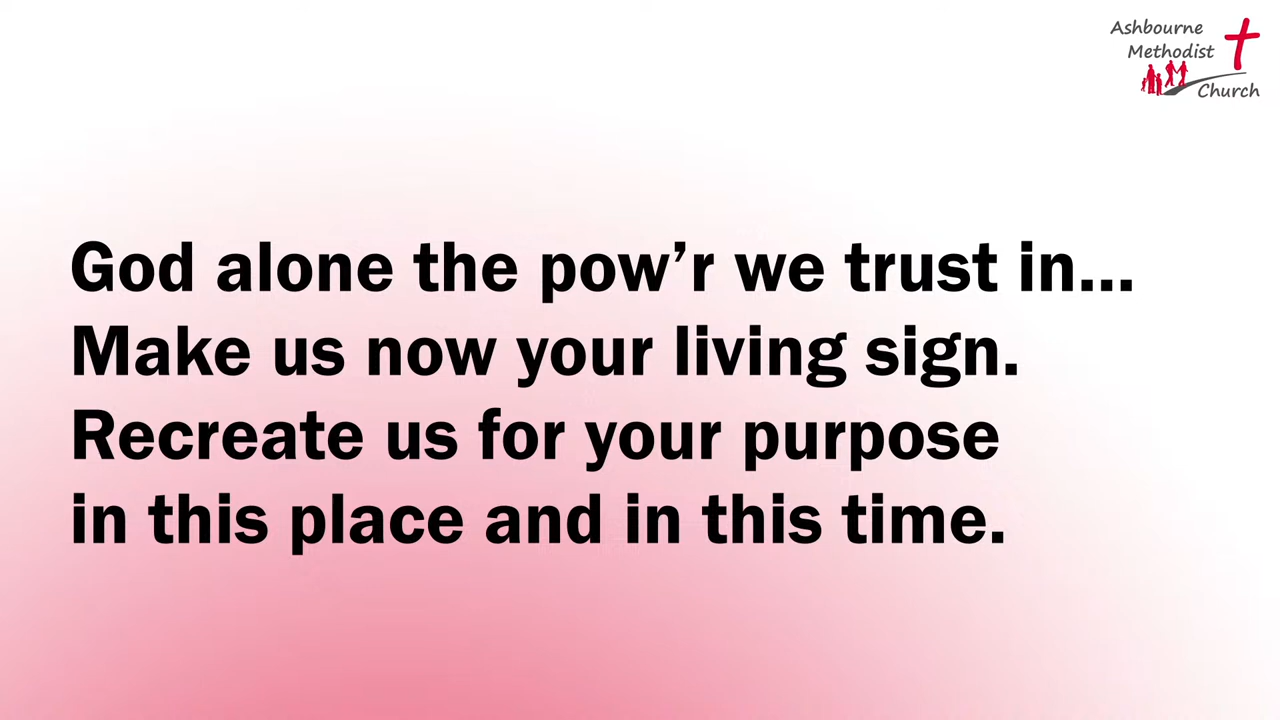 Ashbourne
Methodist
Church
God alone the pow’r we trust in...
Make us now your living sign.
Recreate us for your purpose
in this place and in this time.